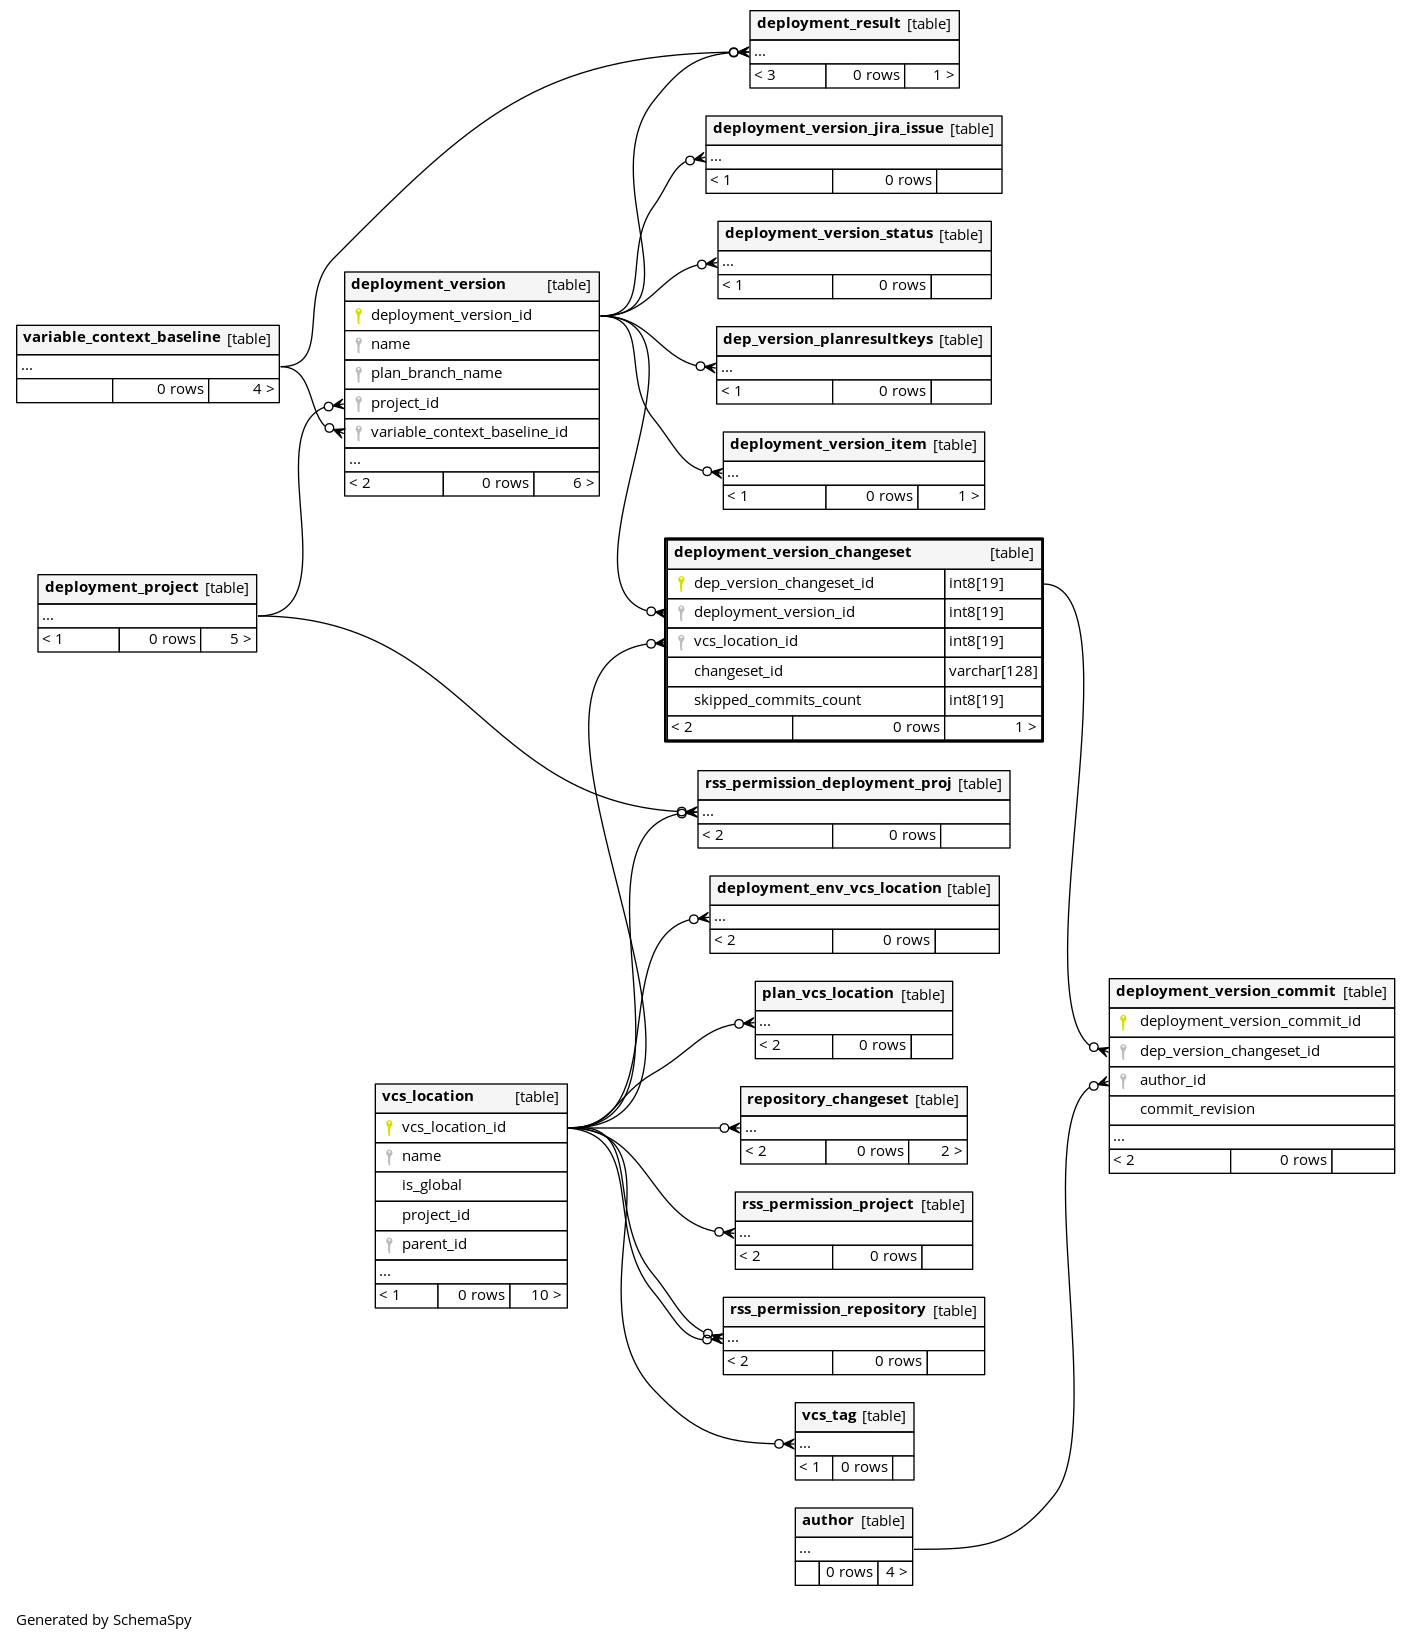 deployment_result [table]
...
< 3 0 rows 1 >
deployment_version_jira_issue [table]
...
< 1 0 rows
deployment_version_status [table]
...
< 1 0 rows
deployment_version [table]
deployment_version_id
name
plan_branch_name
project_id
variable_context_baseline_id
...
< 2 0 rows 6 >
variable_context_baseline [table]
...
0 rows 4 >
dep_version_planresultkeys [table]
...
< 1 0 rows
deployment_version_item [table]
...
< 1 0 rows 1 >
deployment_version_changeset [table]
dep_version_changeset_id int8[19]
deployment_version_id int8[19]
vcs_location_id int8[19]
changeset_id varchar[128]
skipped_commits_count int8[19]
< 2 0 rows 1 >
deployment_project [table]
...
< 1 0 rows 5 >
rss_permission_deployment_proj [table]
...
< 2 0 rows
deployment_env_vcs_location [table]
...
< 2 0 rows
plan_vcs_location [table]
...
< 2 0 rows
deployment_version_commit [table]
deployment_version_commit_id
dep_version_changeset_id
author_id
commit_revision
...
< 2 0 rows
vcs_location [table]
vcs_location_id
name
is_global
project_id
parent_id
...
< 1 0 rows 10 >
repository_changeset [table]
...
< 2 0 rows 2 >
rss_permission_project [table]
...
< 2 0 rows
rss_permission_repository [table]
...
< 2 0 rows
vcs_tag [table]
...
< 1 0 rows
author [table]
...
0 rows 4 >
Generated by SchemaSpy